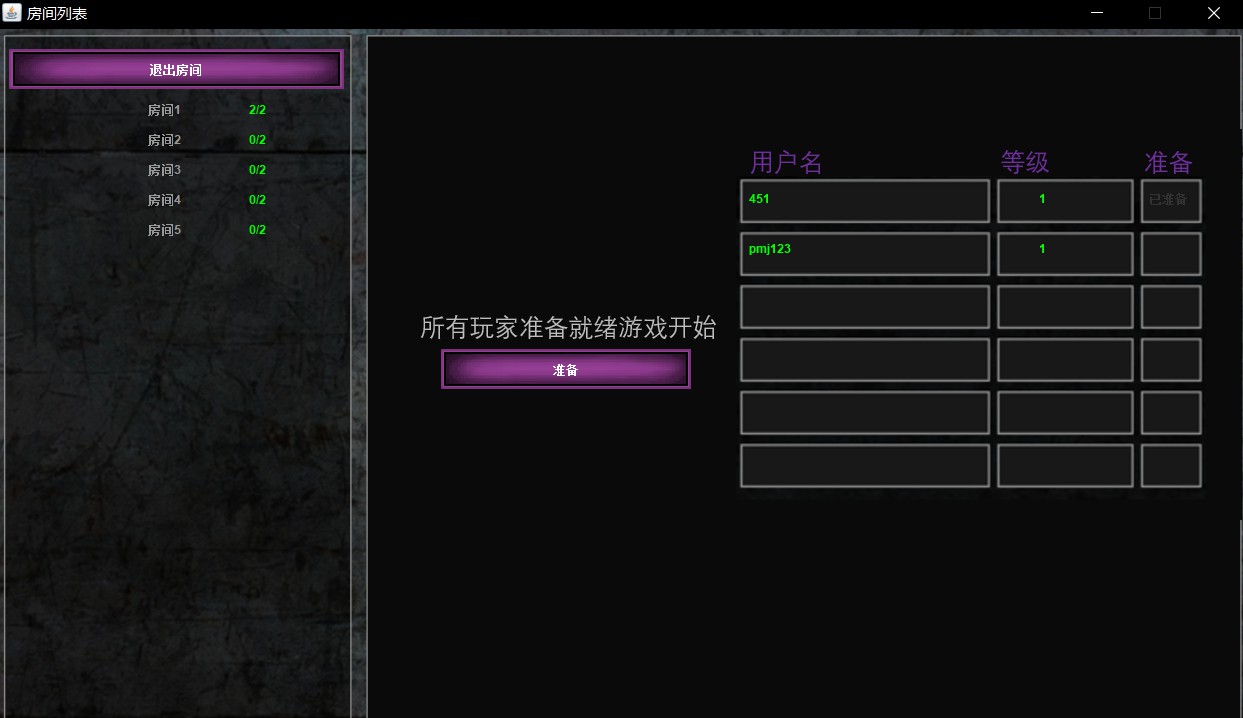 房间列表
退出房间
房间1 2/2
房间2 0/2
房间3 0/2
房间4 0/2
房间5 0/2
所有玩家准备就绪游戏开始
准备
用户名 等级 准备
451 1 已准备
pmj123 1